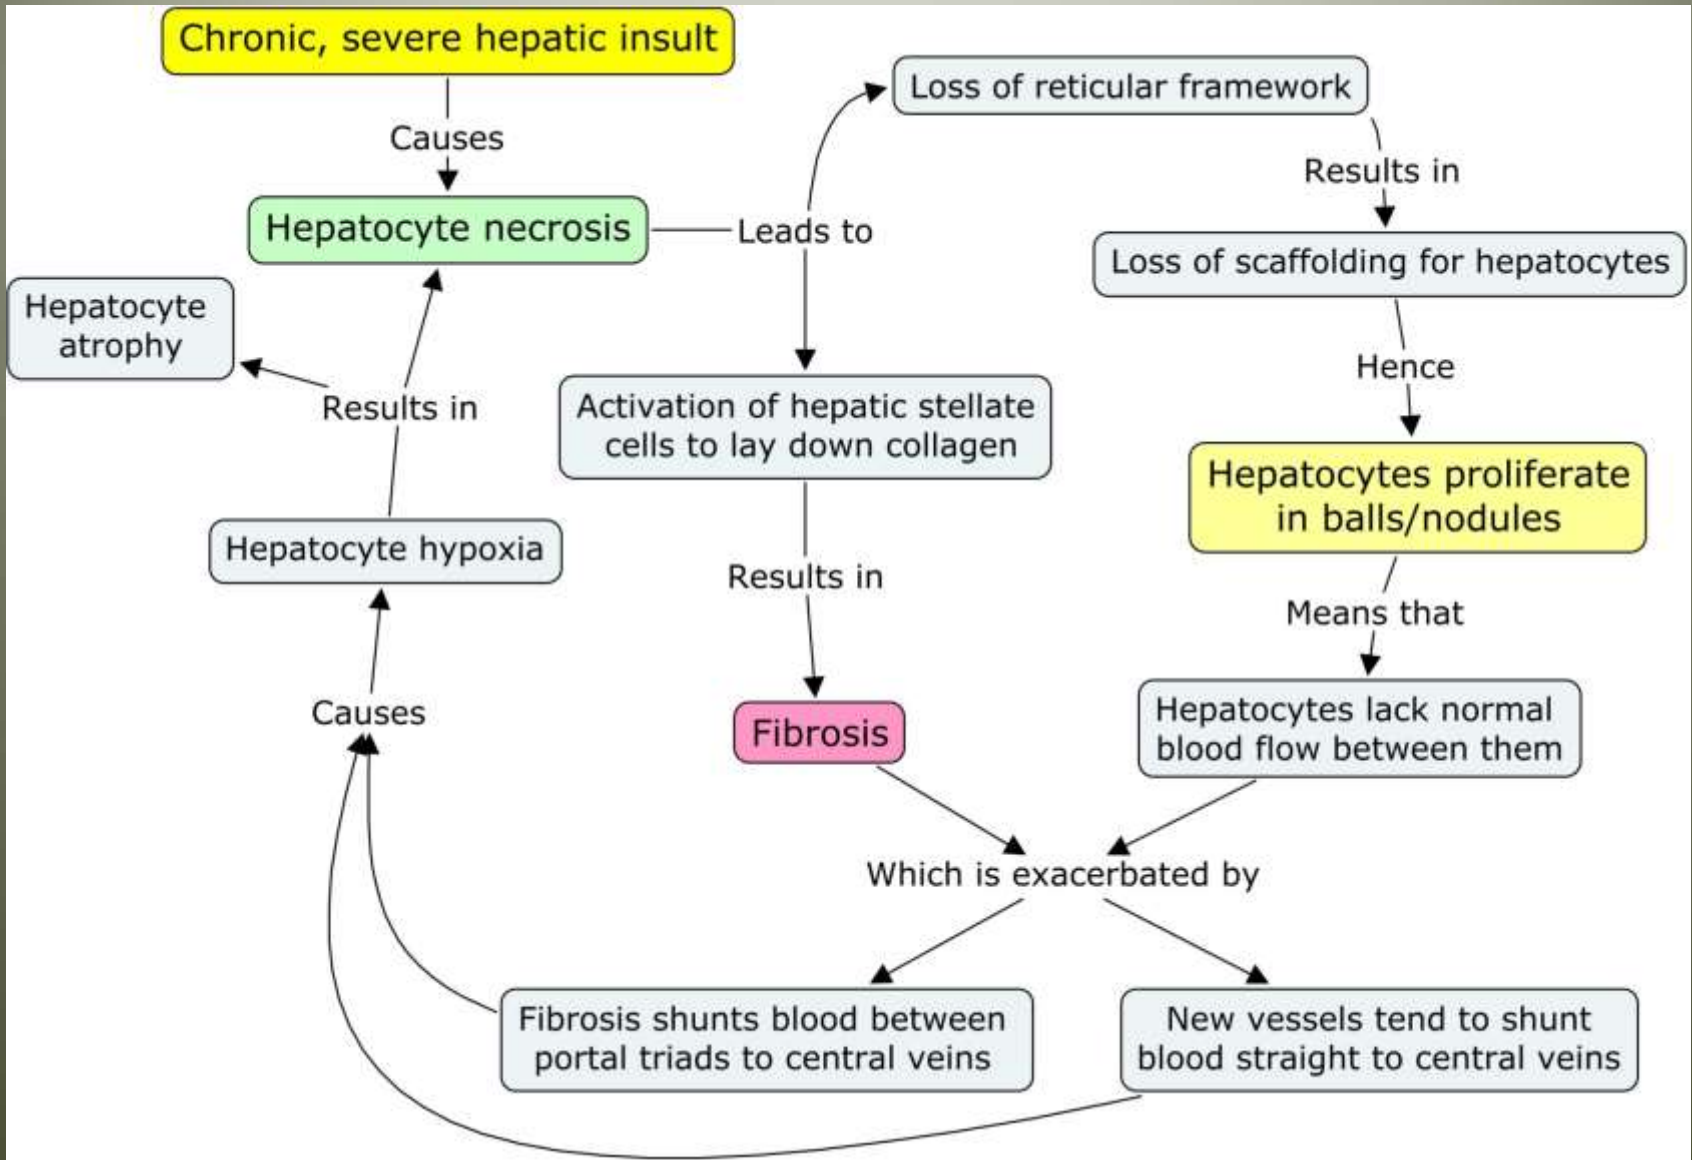 Chronic, severe hepatic insult
Causes
Hepatocyte necrosis
Leads to
Loss of reticular framework
Results in
Loss of scaffolding for hepatocytes
Hence
Hepatocytes proliferate
in balls/nodules
Means that
Hepatocytes lack normal
blood flow between them
Activation of hepatic stellate
cells to lay down collagen
Results in
Fibrosis
Which is exacerbated by
Fibrosis shunts blood between
portal triads to central veins
New vessels tend to shunt
blood straight to central veins
Causes
Hepatocyte hypoxia
Results in
Hepatocyte
atrophy